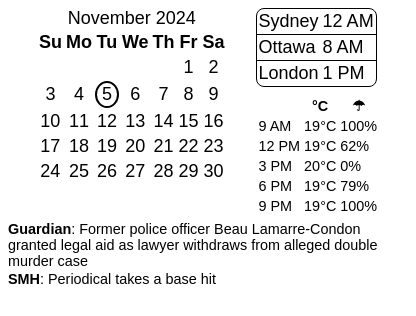 November 2024
Su Mo Tu We Th Fr Sa
1 2
3 4 5 6 7 8 9
10 11 12 13 14 15 16
17 18 19 20 21 22 23
24 25 26 27 28 29 30
Sydney 12 AM
Ottawa 8 AM
London 1 PM
°C ☂
9 AM 19°C 100%
12 PM 19°C 62%
3 PM 20°C 0%
6 PM 19°C 79%
9 PM 19°C 100%
Guardian: Former police officer Beau Lamarre-Condon
granted legal aid as lawyer withdraws from alleged double
murder case
SMH: Periodical takes a base hit